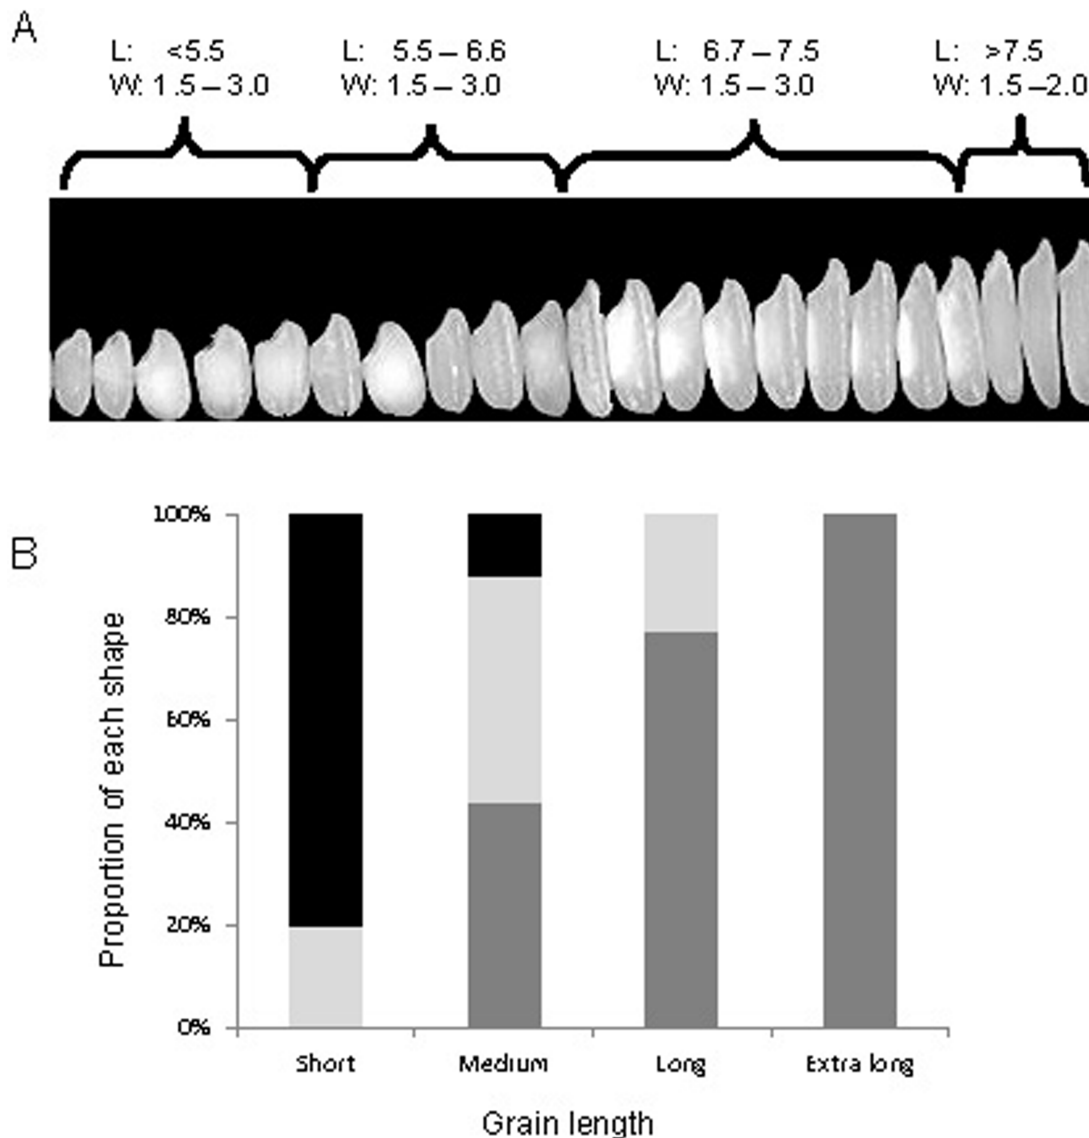 A
L: <5.5
W: 1.5 – 3.0
L: 5.5 – 6.6
W: 1.5 – 3.0
L: 6.7 – 7.5
W: 1.5 – 3.0
L: >7.5
W: 1.5 –2.0
B
Proportion of each shape
100%
80%
60%
40%
20%
0%
Short Medium Long Extra long
Grain length